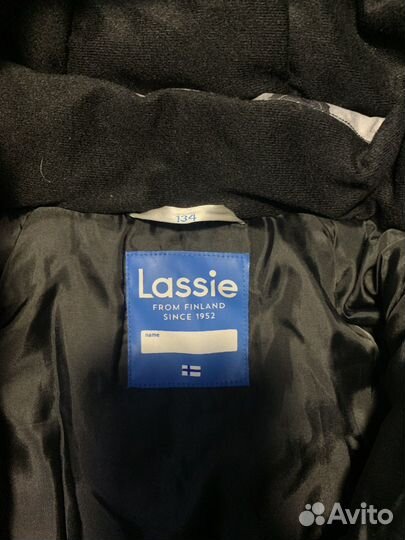 134
Lassie
FROM FINLAND
SINCE 1952
name
Avito